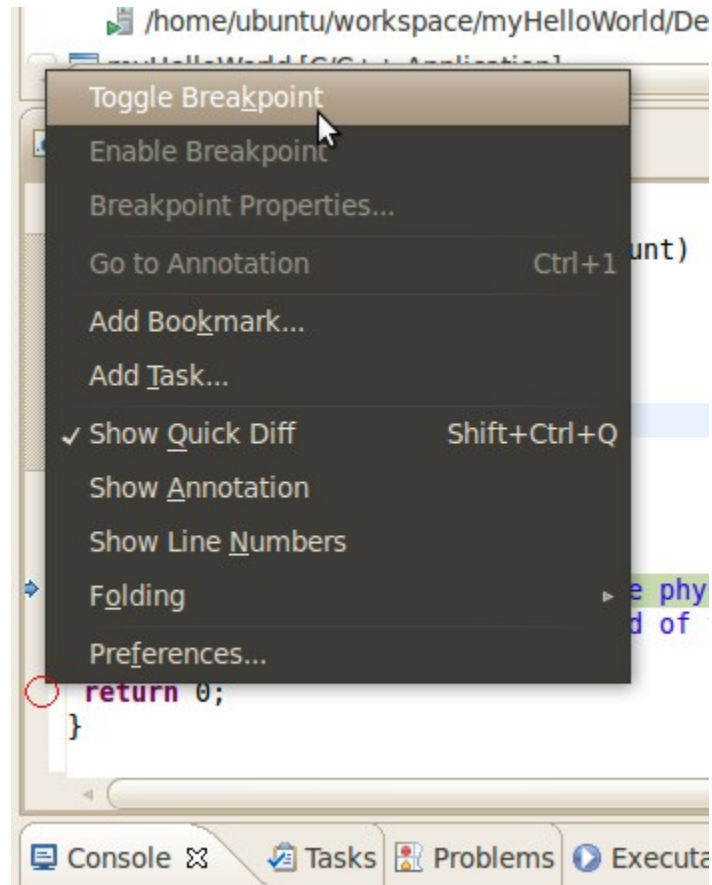 /home/ubuntu/workspace/myHelloWorld/De
myHelloWorld [C/C++ Application]
Toggle Breakpoint
Enable Breakpoint
Breakpoint Properties...
unt)
Go to Annotation Ctrl+1
Add Bookmark...
Add Task...
Show Quick Diff Shift+Ctrl+Q
Show Annotation
Show Line Numbers
Folding
e phy
d of
Preferences...
return 0;
}
Console Tasks Problems Executa